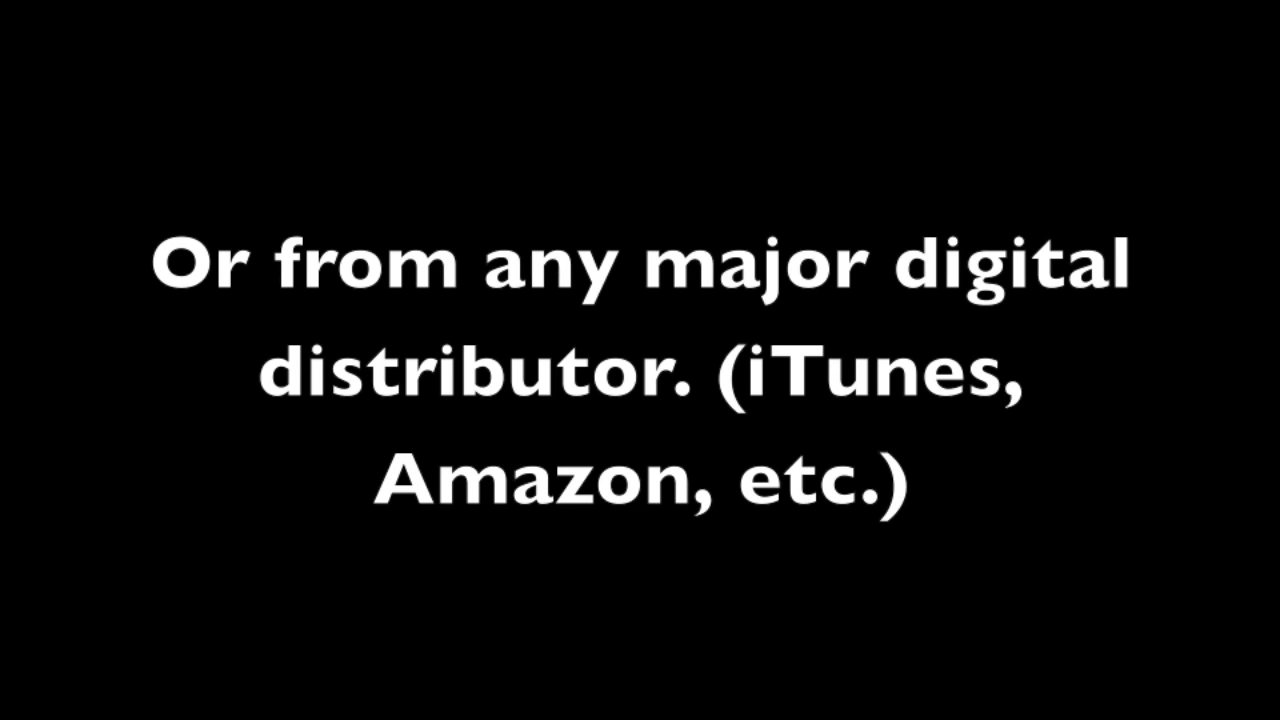 Or from any major digital
distributor. (iTunes,
Amazon, etc.)